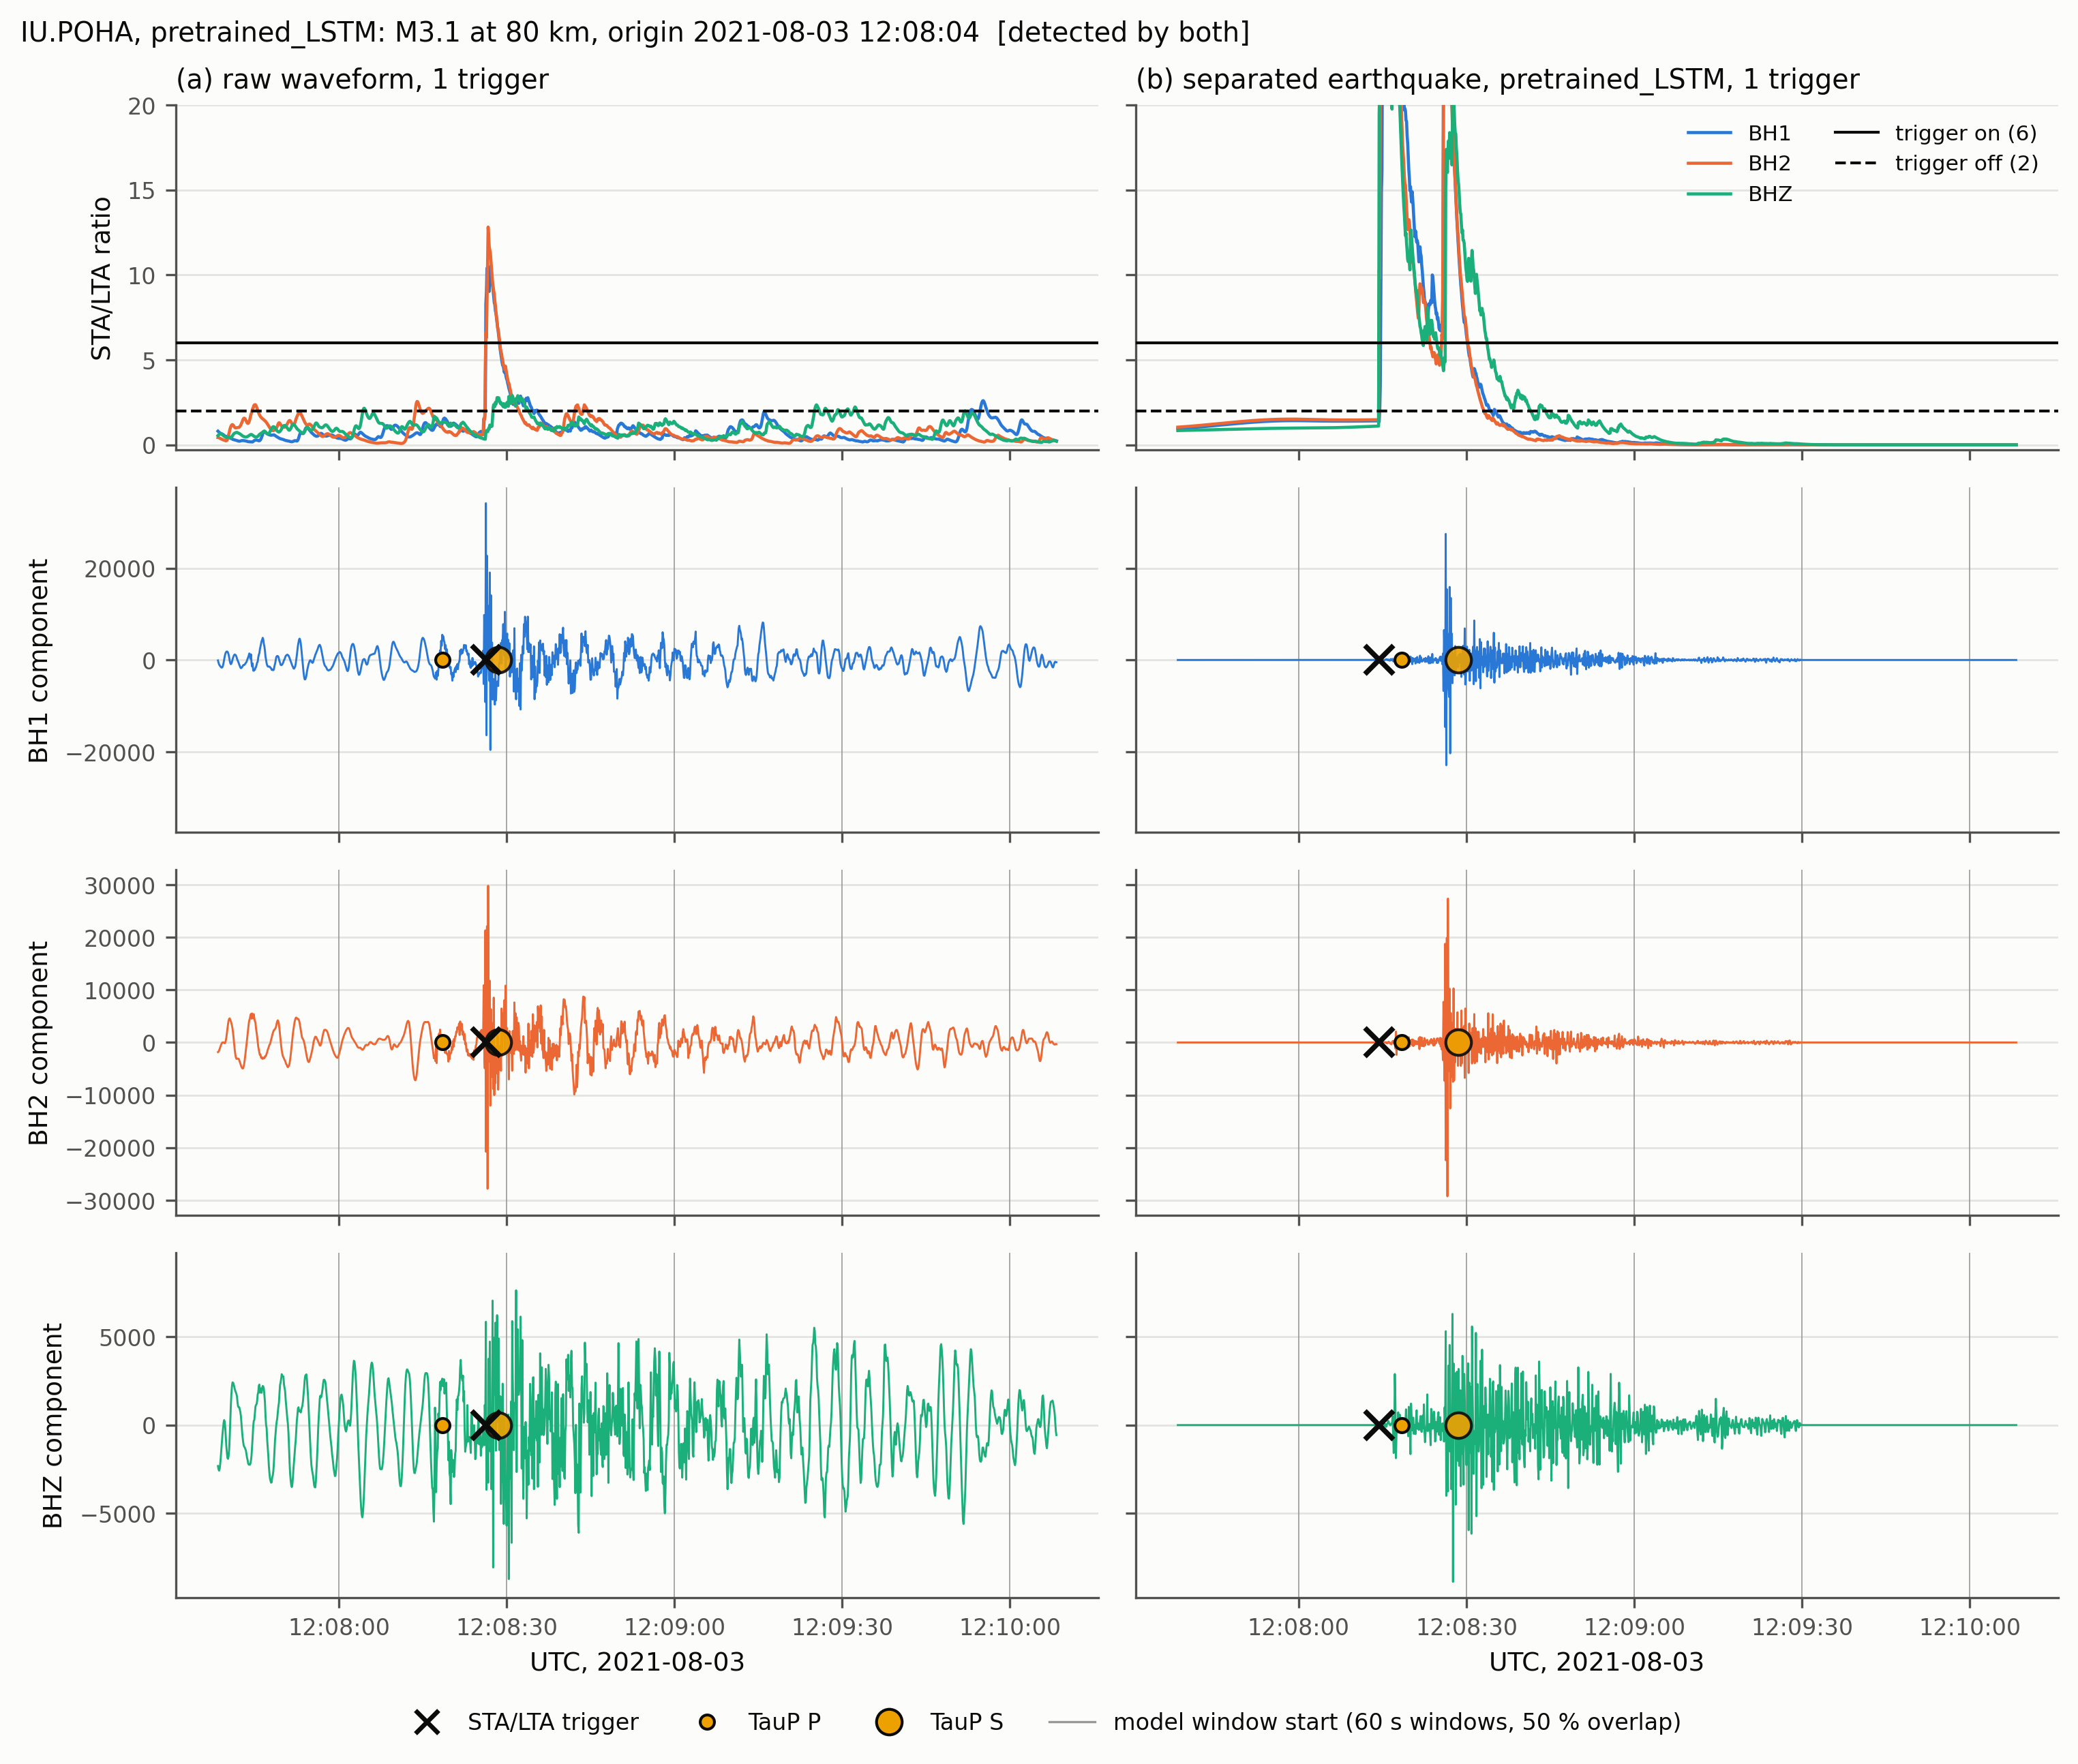 IU.POHA, pretrained_LSTM: M3.1 at 80 km, origin 2021-08-03 12:08:04  [detected by both]
(a) raw waveform, 1 trigger
(b) separated earthquake, pretrained_LSTM, 1 trigger
STA/LTA ratio
20
15
10
5
0
BH1
BH2
BHZ
trigger on (6)
trigger off (2)
BH1 component
20000
0
−20000
BH2 component
30000
20000
10000
0
−10000
−20000
−30000
BHZ component
5000
0
−5000
12:08:00
12:08:30
12:09:00
12:09:30
12:10:00
UTC, 2021-08-03
12:08:00
12:08:30
12:09:00
12:09:30
12:10:00
UTC, 2021-08-03
STA/LTA trigger
TauP P
TauP S
model window start (60 s windows, 50 % overlap)